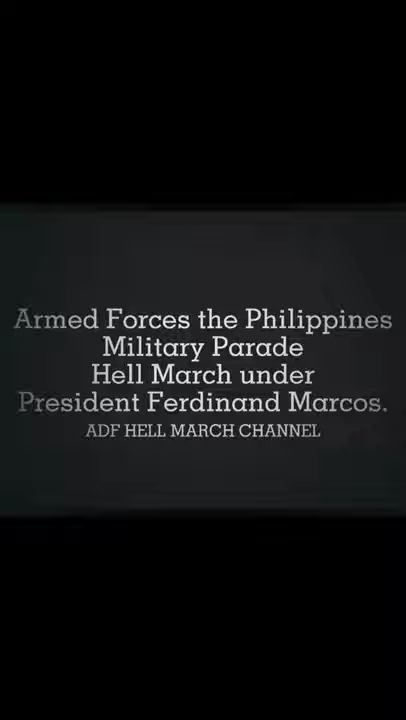 Armed Forces the Philippines
Military Parade
Hell March under
President Ferdinand Marcos.
ADF HELL MARCH CHANNEL